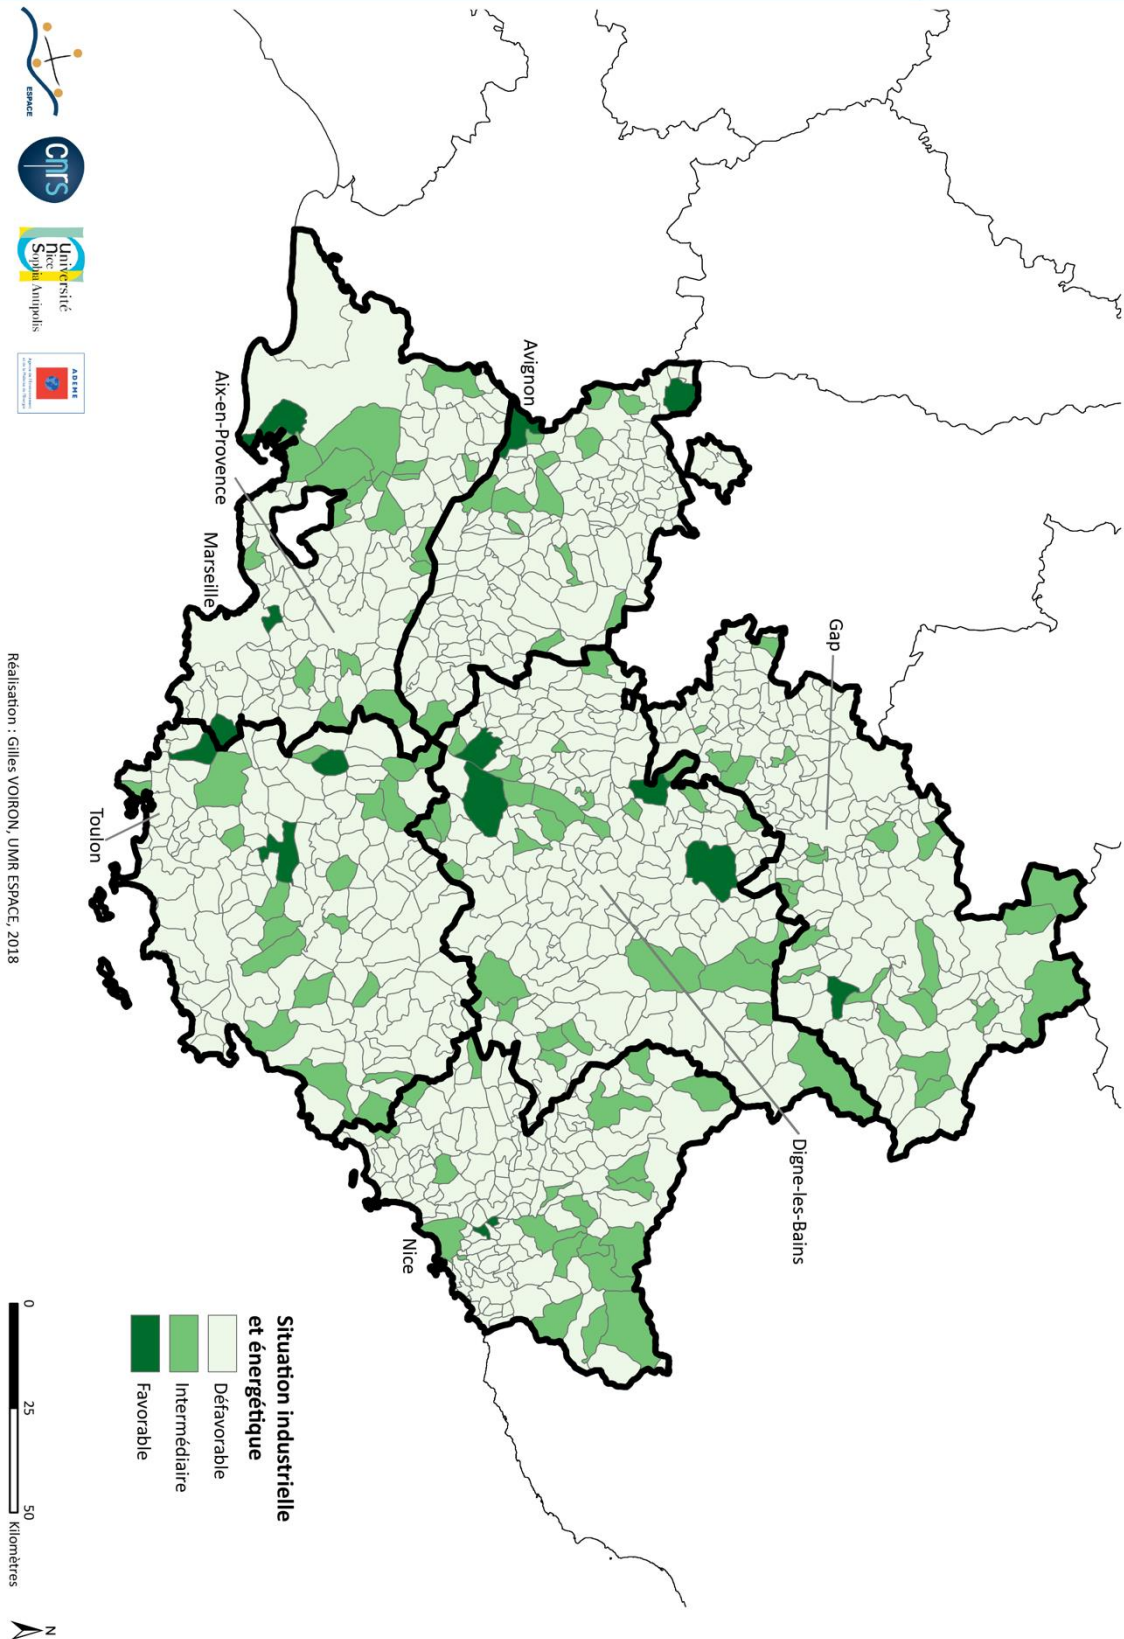 Gap
Avignon
Digne-les-Bains
Aix-en-Provence
Marseille
Nice
Toulon
Situation industrielle
et énergétique
Défavorable
Intermédiaire
Favorable
0 25 50 Kilomètres
N
ESPACE
cnrs
Université
Nice
Sophia Antipolis
ADEME
Réalisation : Gilles VOIRON, UMR ESPACE, 2018